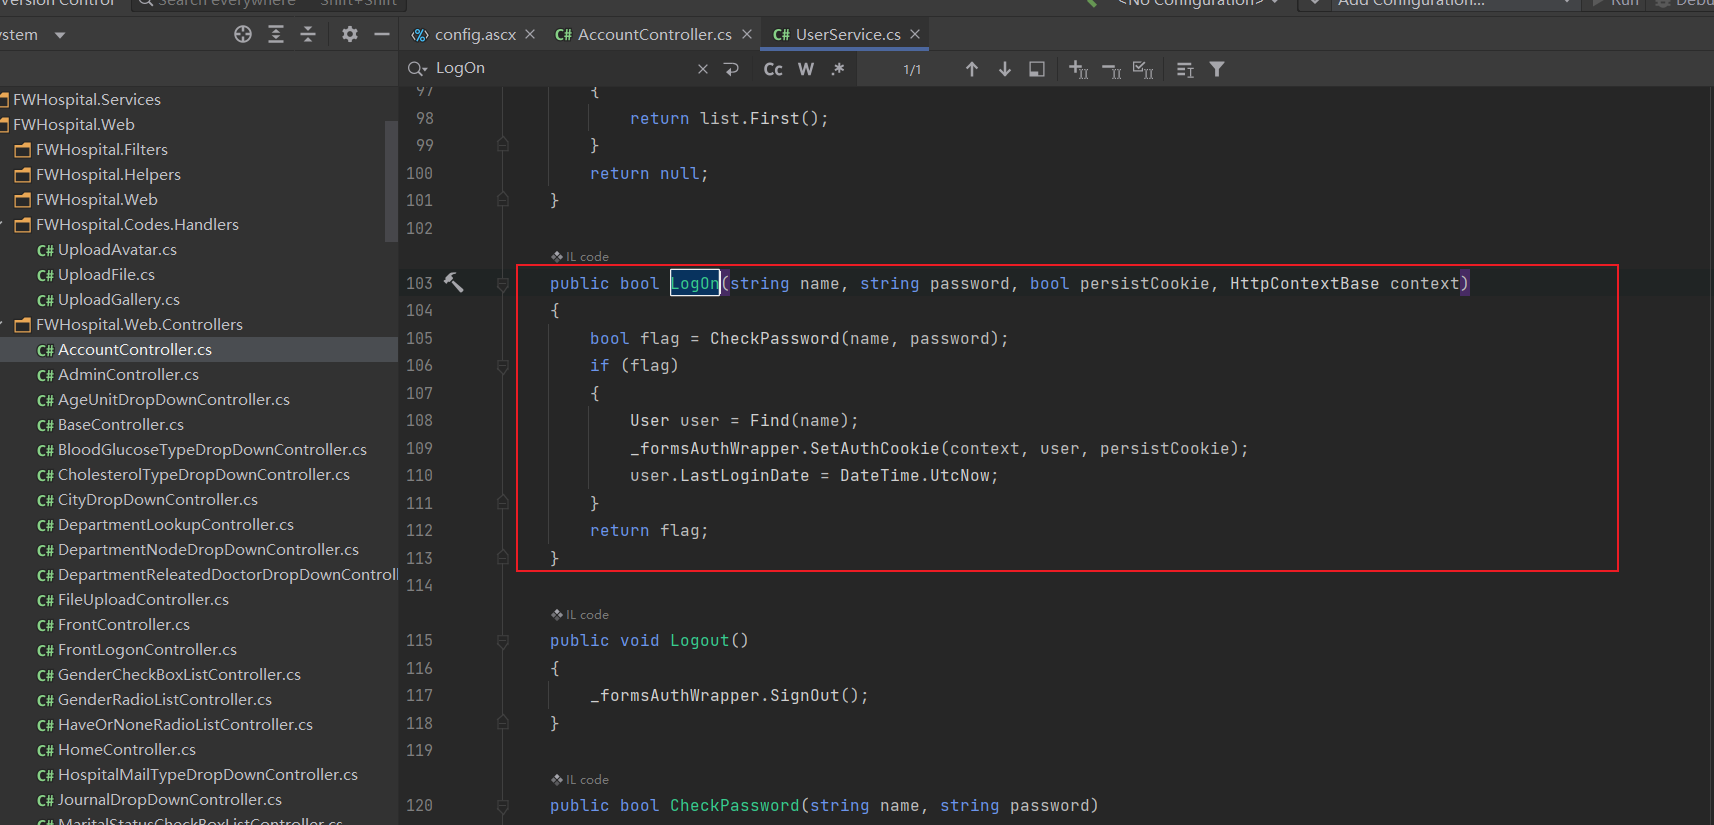 Version Control
Search everywhere Shift+Shift
<No Configuration>
Add Configuration...
Run
Debu
ystem
config.ascx
AccountController.cs
UserService.cs
LogOn
Cc W .*
1/1
FWHospital.Services
FWHospital.Web
FWHospital.Filters
FWHospital.Helpers
FWHospital.Web
FWHospital.Codes.Handlers
C# UploadAvatar.cs
C# UploadFile.cs
C# UploadGallery.cs
FWHospital.Web.Controllers
C# AccountController.cs
C# AdminController.cs
C# AgeUnitDropDownController.cs
C# BaseController.cs
C# BloodGlucoseTypeDropDownController.cs
C# CholesterolTypeDropDownController.cs
C# CityDropDownController.cs
C# DepartmentLookupController.cs
C# DepartmentNodeDropDownController.cs
C# DepartmentReleatedDoctorDropDownControll
C# FileUploadController.cs
C# FrontController.cs
C# FrontLogonController.cs
C# GenderCheckBoxListController.cs
C# GenderRadioListController.cs
C# HaveOrNoneRadioListController.cs
C# HomeController.cs
C# HospitalMailTypeDropDownController.cs
C# JournalDropDownController.cs
C# MaritalStatusCheckBoxListController.cs
97 {
98 return list.First();
99 }
100 return null;
101 }
102
IL code
103 public bool LogOn(string name, string password, bool persistCookie, HttpContextBase context)
104 {
105 bool flag = CheckPassword(name, password);
106 if (flag)
107 {
108 User user = Find(name);
109 _formsAuthWrapper.SetAuthCookie(context, user, persistCookie);
110 user.LastLoginDate = DateTime.UtcNow;
111 }
112 return flag;
113 }
114
IL code
115 public void Logout()
116 {
117 _formsAuthWrapper.SignOut();
118 }
119
IL code
120 public bool CheckPassword(string name, string password)